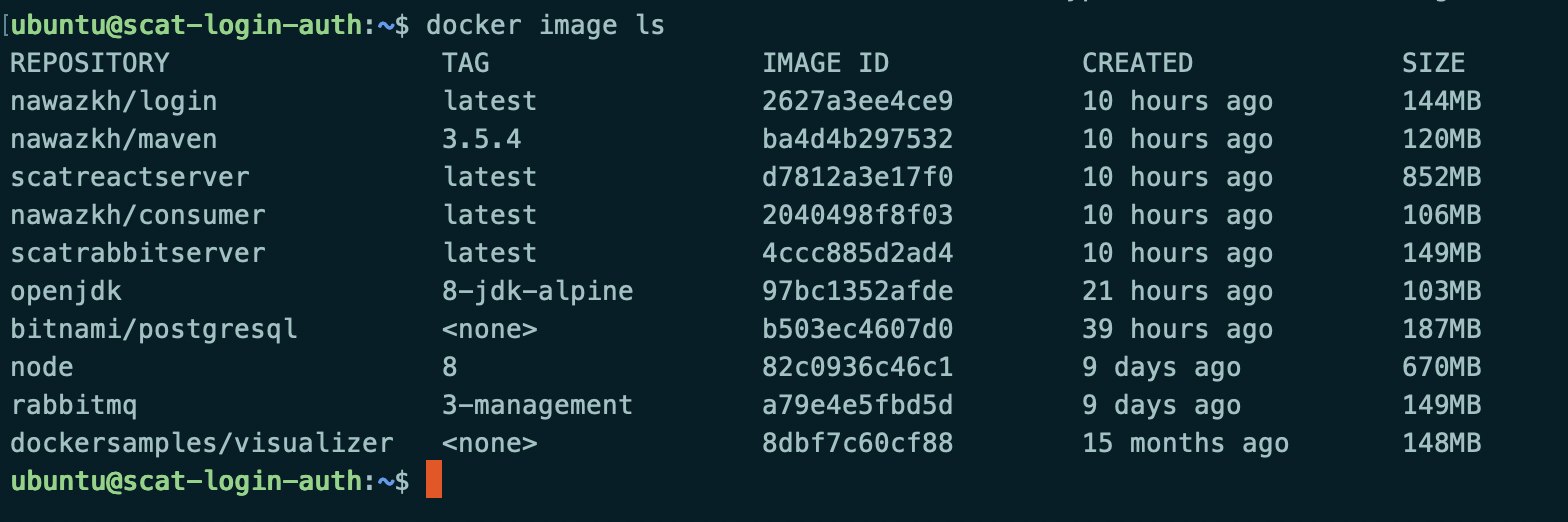 [ubuntu@scat-login-auth:~$ docker image ls
REPOSITORY TAG IMAGE ID CREATED SIZE
nawazkh/login latest 2627a3ee4ce9 10 hours ago 144MB
nawazkh/maven 3.5.4 ba4d4b297532 10 hours ago 120MB
scatreactserver latest d7812a3e17f0 10 hours ago 852MB
nawazkh/consumer latest 2040498f8f03 10 hours ago 106MB
scatrabbitserver latest 4ccc885d2ad4 10 hours ago 149MB
openjdk 8-jdk-alpine 97bc1352afde 21 hours ago 103MB
bitnami/postgresql <none> b503ec4607d0 39 hours ago 187MB
node 8 82c0936c46c1 9 days ago 670MB
rabbitmq 3-management a79e4e5fbd5d 9 days ago 149MB
dockersamples/visualizer <none> 8dbf7c60cf88 15 months ago 148MB
ubuntu@scat-login-auth:~$